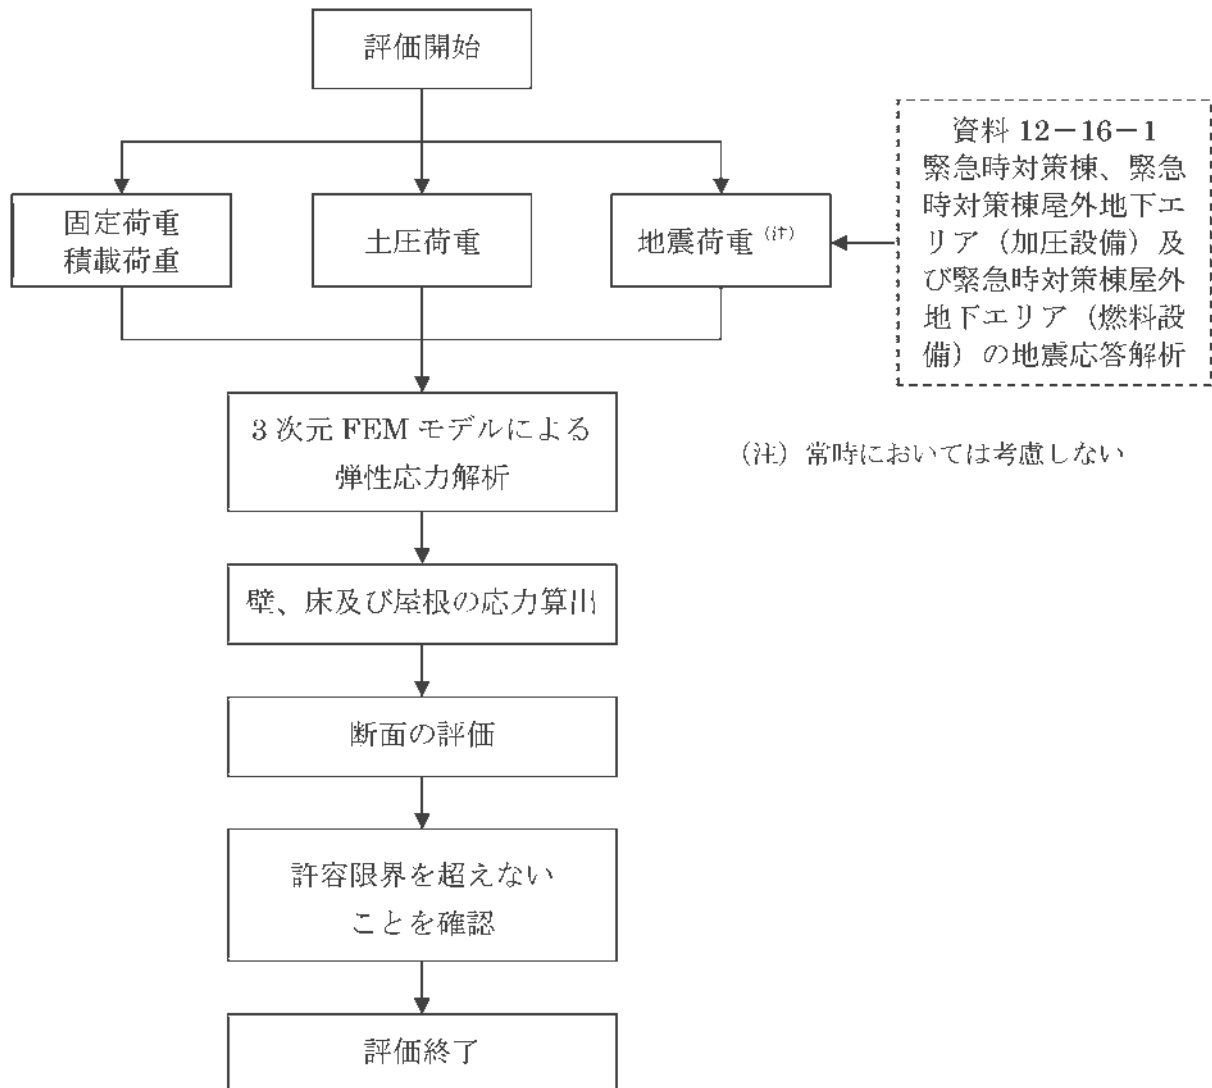 評価開始
資料 12－16－1
緊急時対策棟、緊急
時対策棟屋外地下エ
リア（加圧設備）及
び緊急時対策棟屋外
地下エリア（燃料設
備）の地震応答解析
固定荷重
積載荷重
土圧荷重
地震荷重（注）
3 次元 FEM モデルによる
弾性応力解析
（注）常時においては考慮しない
壁、床及び屋根の応力算出
断面の評価
許容限界を超えない
ことを確認
評価終了